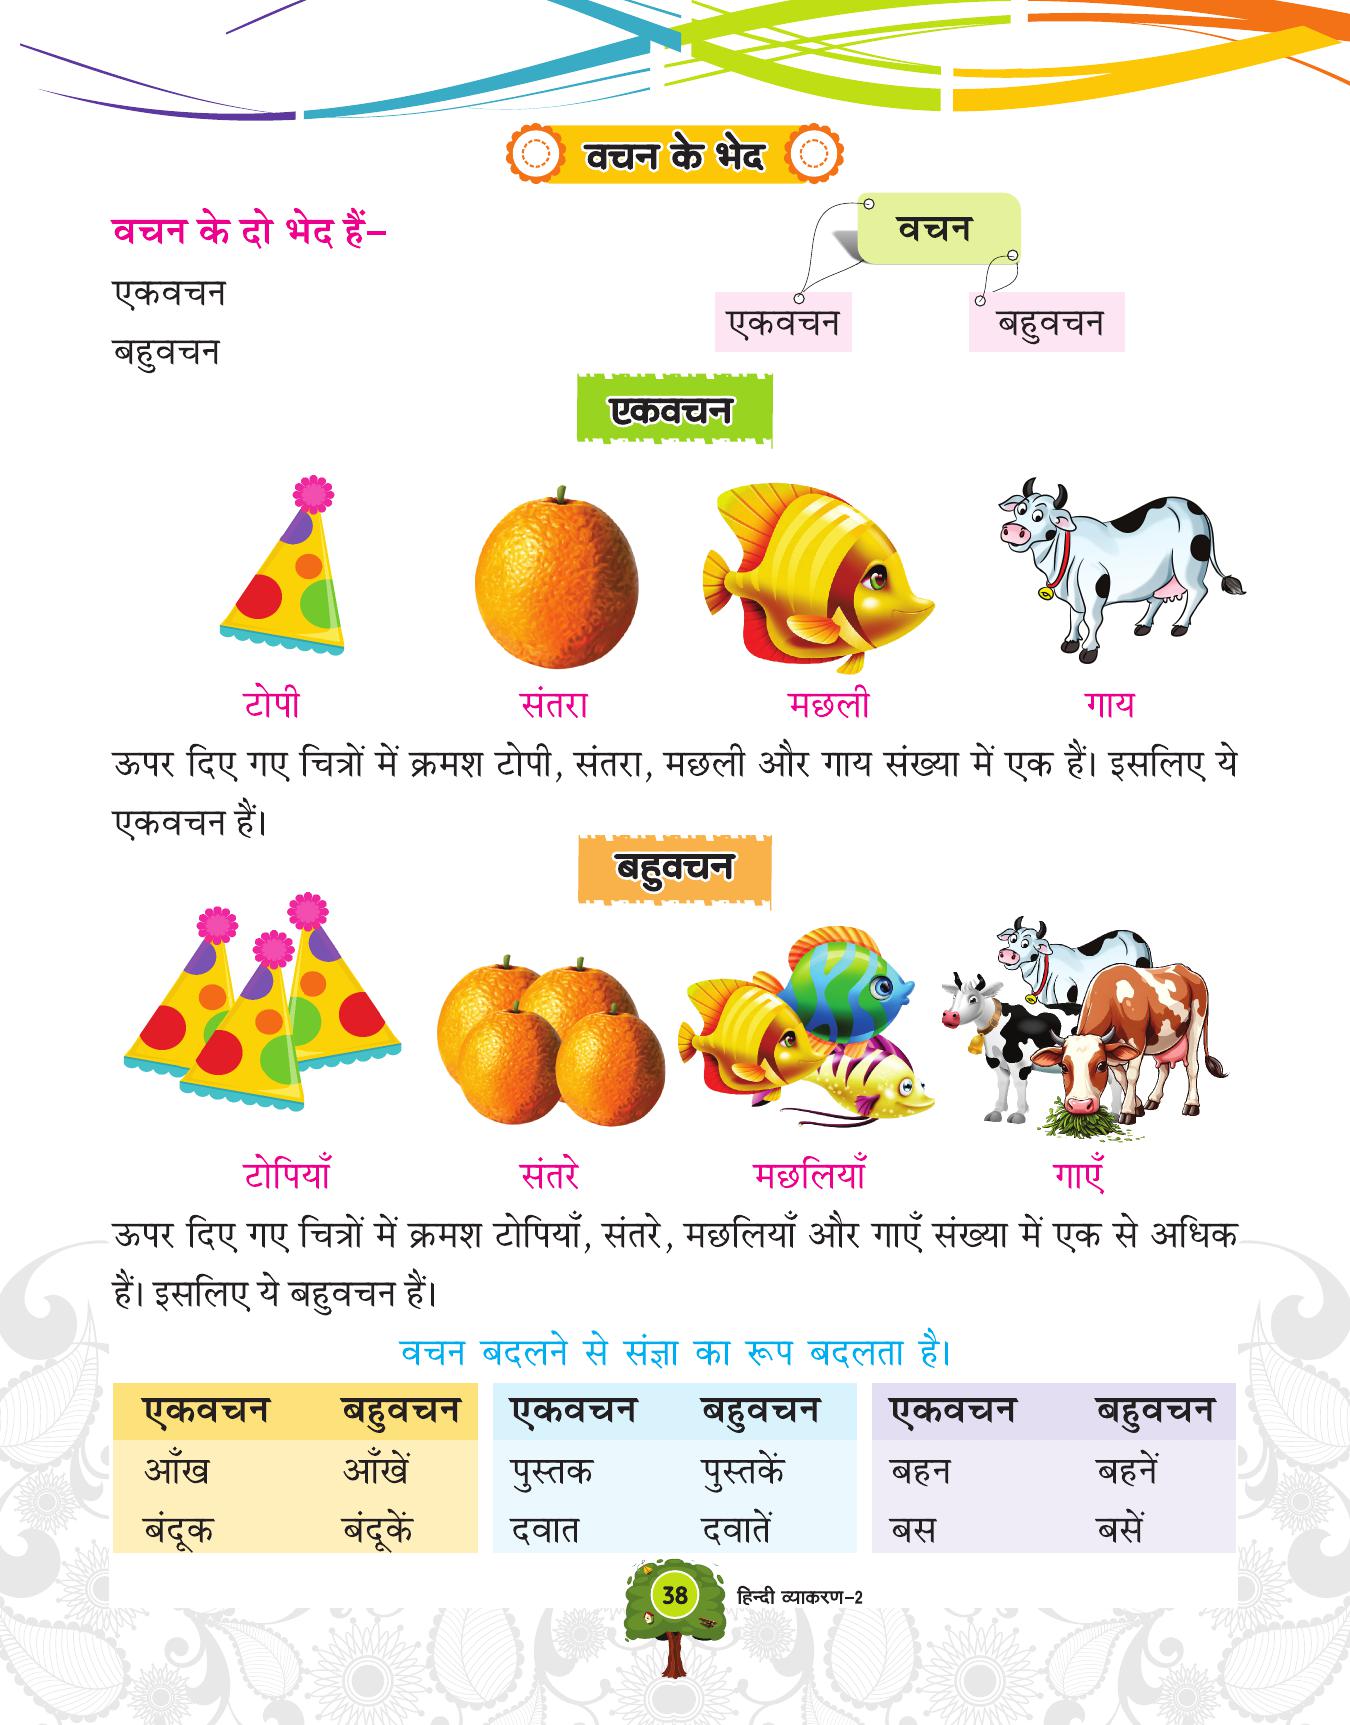 वचन के भेद
वचन के दो भेद हैं–
एकवचन
बहुवचन
वचन
एकवचन बहुवचन
एकवचन
टोपी संतरा मछली गाय
ऊपर दिए गए चित्रों में क्रमश टोपी, संतरा, मछली और गाय संख्या में एक हैं। इसलिए ये
एकवचन हैं।
बहुवचन
टोपियाँ संतरे मछलियाँ गाएँ
ऊपर दिए गए चित्रों में क्रमश टोपियाँ, संतरे, मछलियाँ और गाएँ संख्या में एक से अधिक
हैं। इसलिए ये बहुवचन हैं।
वचन बदलने से संज्ञा का रूप बदलता है।
एकवचन बहुवचन एकवचन बहुवचन एकवचन बहुवचन
आँख आँखें पुस्तक पुस्तकें बहन बहनें
बंदूक बंदूकें दवात दवातें बस बसें
38 हिन्दी व्याकरण–2